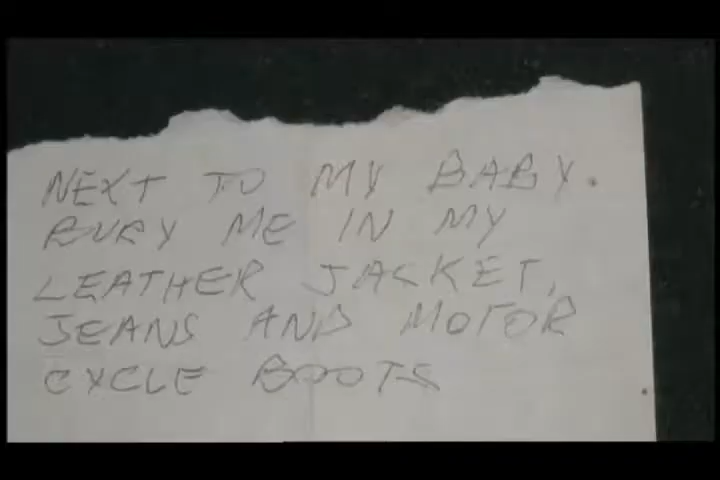 NEXT TO MY BABY.
BURY ME IN MY
LEATHER JACKET,
JEANS AND MOTOR
CYCLE BOOTS